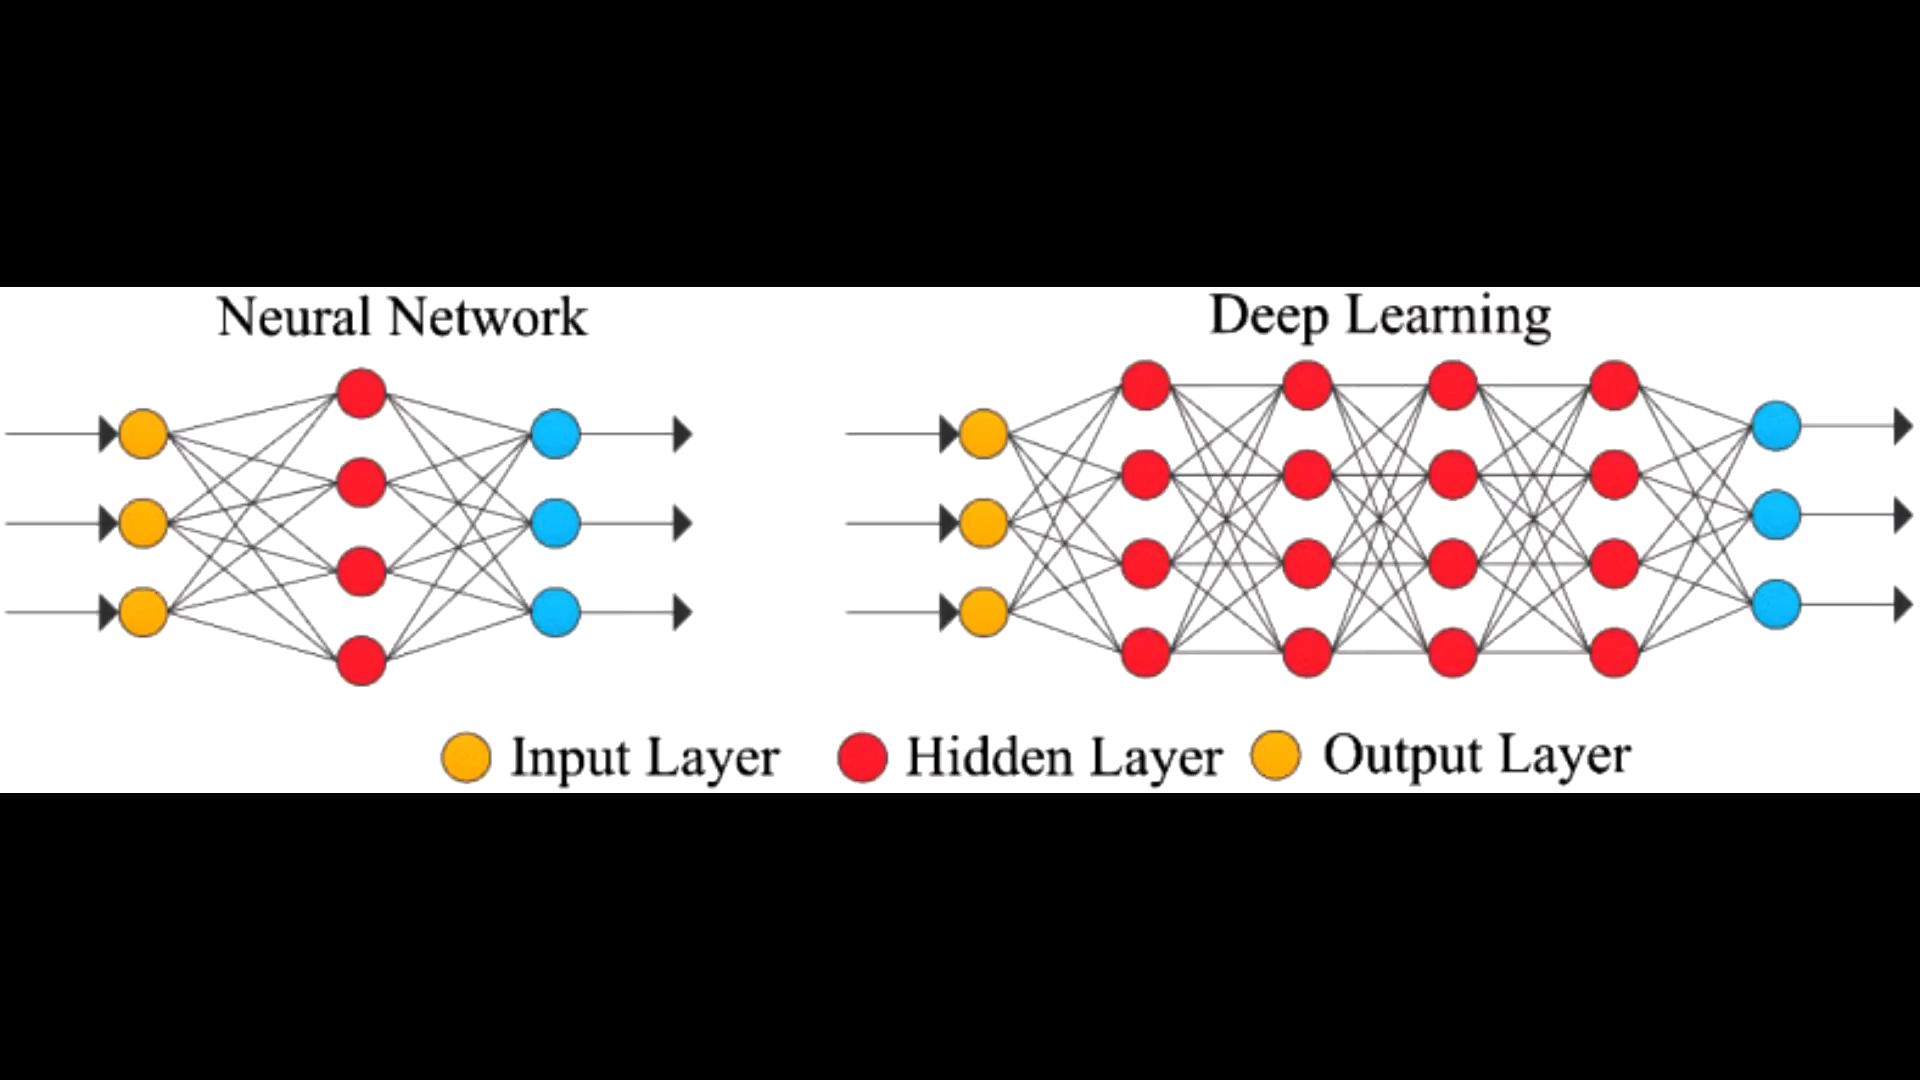 Neural Network
Deep Learning
Input Layer
Hidden Layer
Output Layer